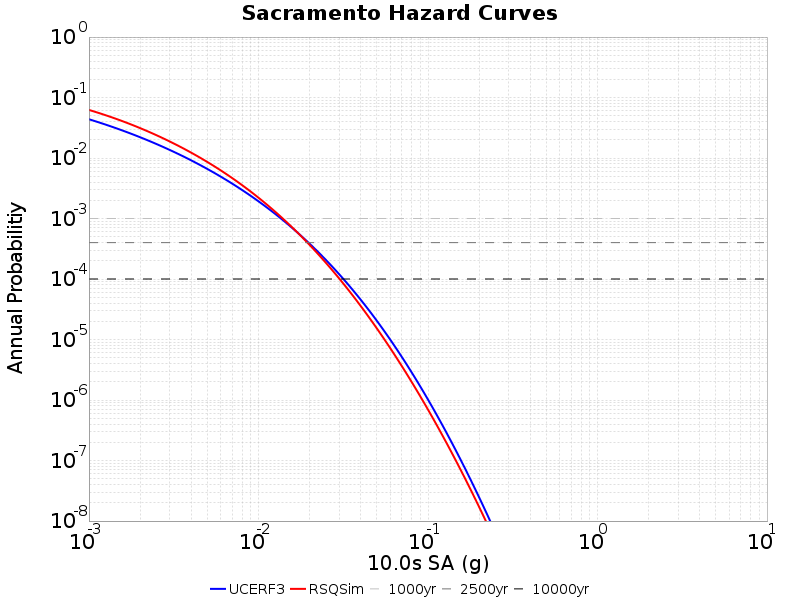 Sacramento Hazard Curves
10^0
10^-1
10^-2
10^-3
10^-4
10^-5
10^-6
10^-7
10^-8
Annual Probabilitiy
10^-3 10^-2 10^-1 10^0 10^1
10.0s SA (g)
UCERF3 RSQSim 1000yr 2500yr 10000yr